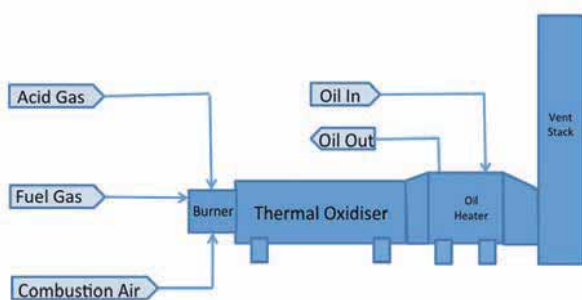 Acid Gas
Fuel Gas
Combustion Air
Burner
Thermal Oxidiser
Oil In
Oil Out
Oil
Heater
Vent
Stack